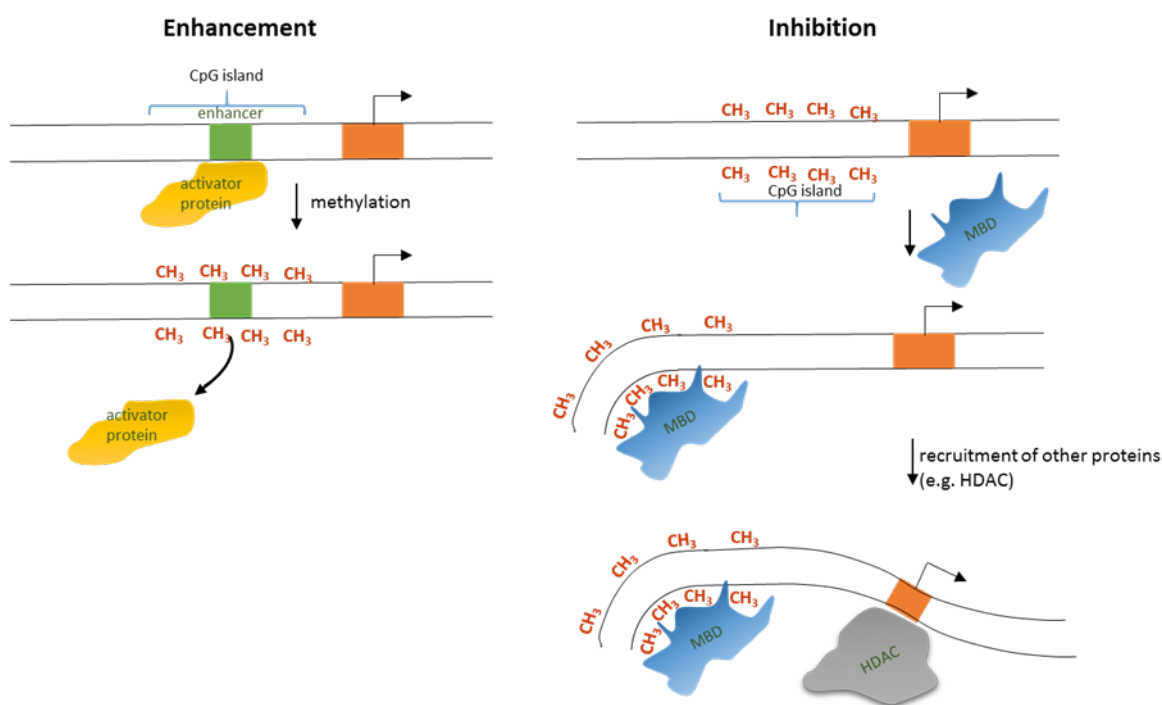 Enhancement
CpG island
enhancer
activator
protein
methylation
CH₃ CH₃ CH₃ CH₃
CH₃ CH₃ CH₃ CH₃
activator
protein
Inhibition
CH₃ CH₃ CH₃ CH₃
CH₃ CH₃ CH₃ CH₃
CpG island
MBD
CH₃ CH₃ CH₃ CH₃
CH₃ CH₃ CH₃ CH₃
MBD
recruitment of other proteins
(e.g. HDAC)
CH₃ CH₃ CH₃ CH₃
CH₃ CH₃ CH₃ CH₃
MBD
HDAC